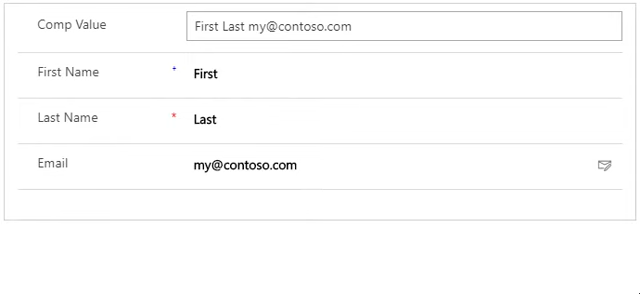 Comp Value First Last my@contoso.com
First Name + First
Last Name * Last
Email my@contoso.com